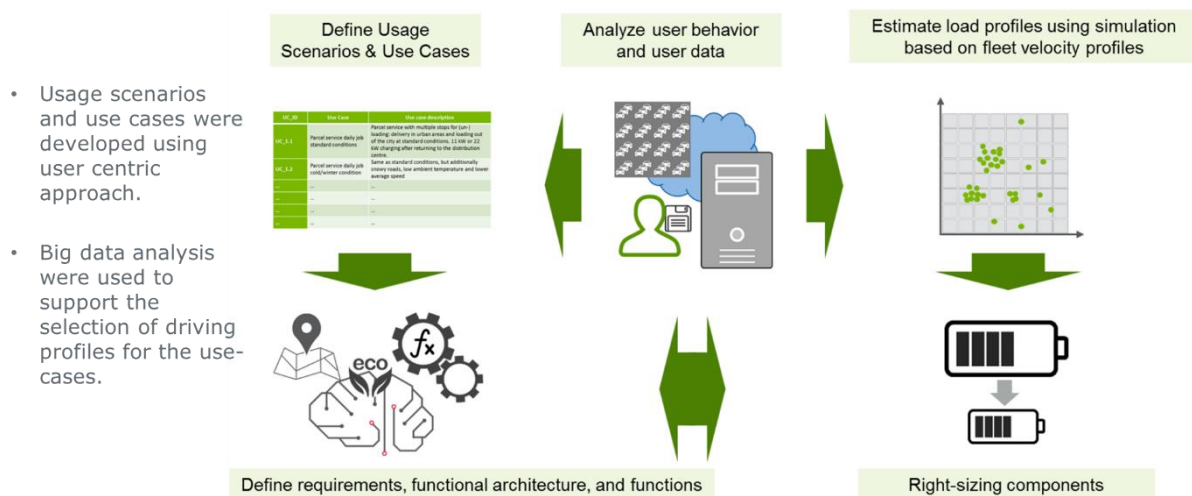 Define Usage
Scenarios & Use Cases
Analyze user behavior
and user data
Estimate load profiles using simulation
based on fleet velocity profiles
• Usage scenarios
and use cases were
developed using
user centric
approach.
• Big data analysis
were used to
support the
selection of driving
profiles for the use-
cases.
UC_ID Use Case Use case description
UC_1.1
Parcel service daily job
standard conditions
Parcel service with multiple stops for (un-)
loading: delivery in urban areas and loading out
of the city at standard conditions, 11 kW or 22
kW charging after returning to the distribution
centre.
UC_1.2
Parcel service daily job
cold/winter condition
Same as standard conditions, but additionally
snowy roads, low ambient temperature and lower
average speed
... ... ...
... ... ...
... ... ...
... ... ...
fx
eco
Define requirements, functional architecture, and functions
Right-sizing components